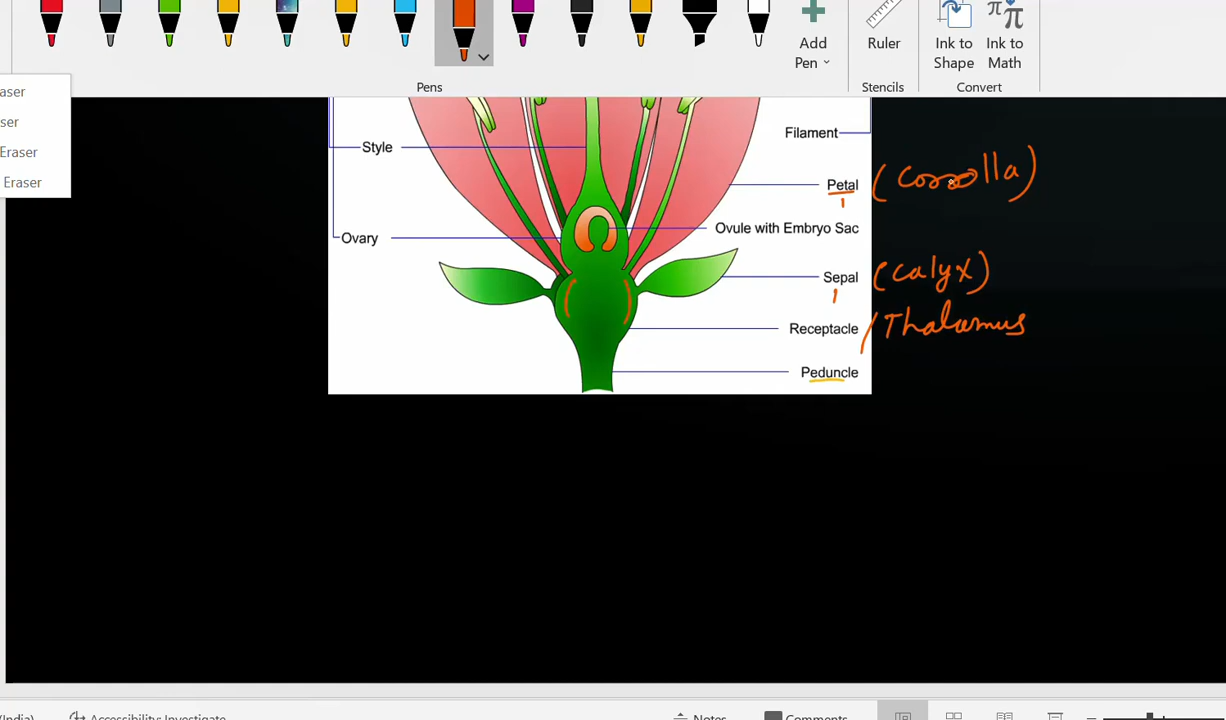 Add
Pen
Ruler
Ink to
Shape
Ink to
Math
Pens
Stencils
Convert
aser
ser
Eraser
Eraser
Style
Filament
Petal (Corolla)
Ovule with Embryo Sac
Ovary
Sepal (Calyx)
Receptacle /Thalamus
Peduncle
(India)
Accessibility: Investigate
Notes
Comments